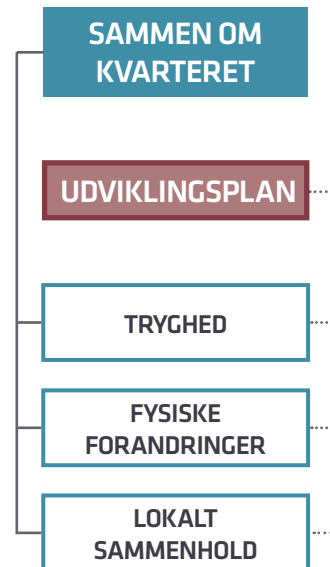 SAMMEN OM
KVARTERET
UDVIKLINGSPLAN
TRYGHED
FYSISKE
FORANDRINGER
LOKALT
SAMMENHOLD